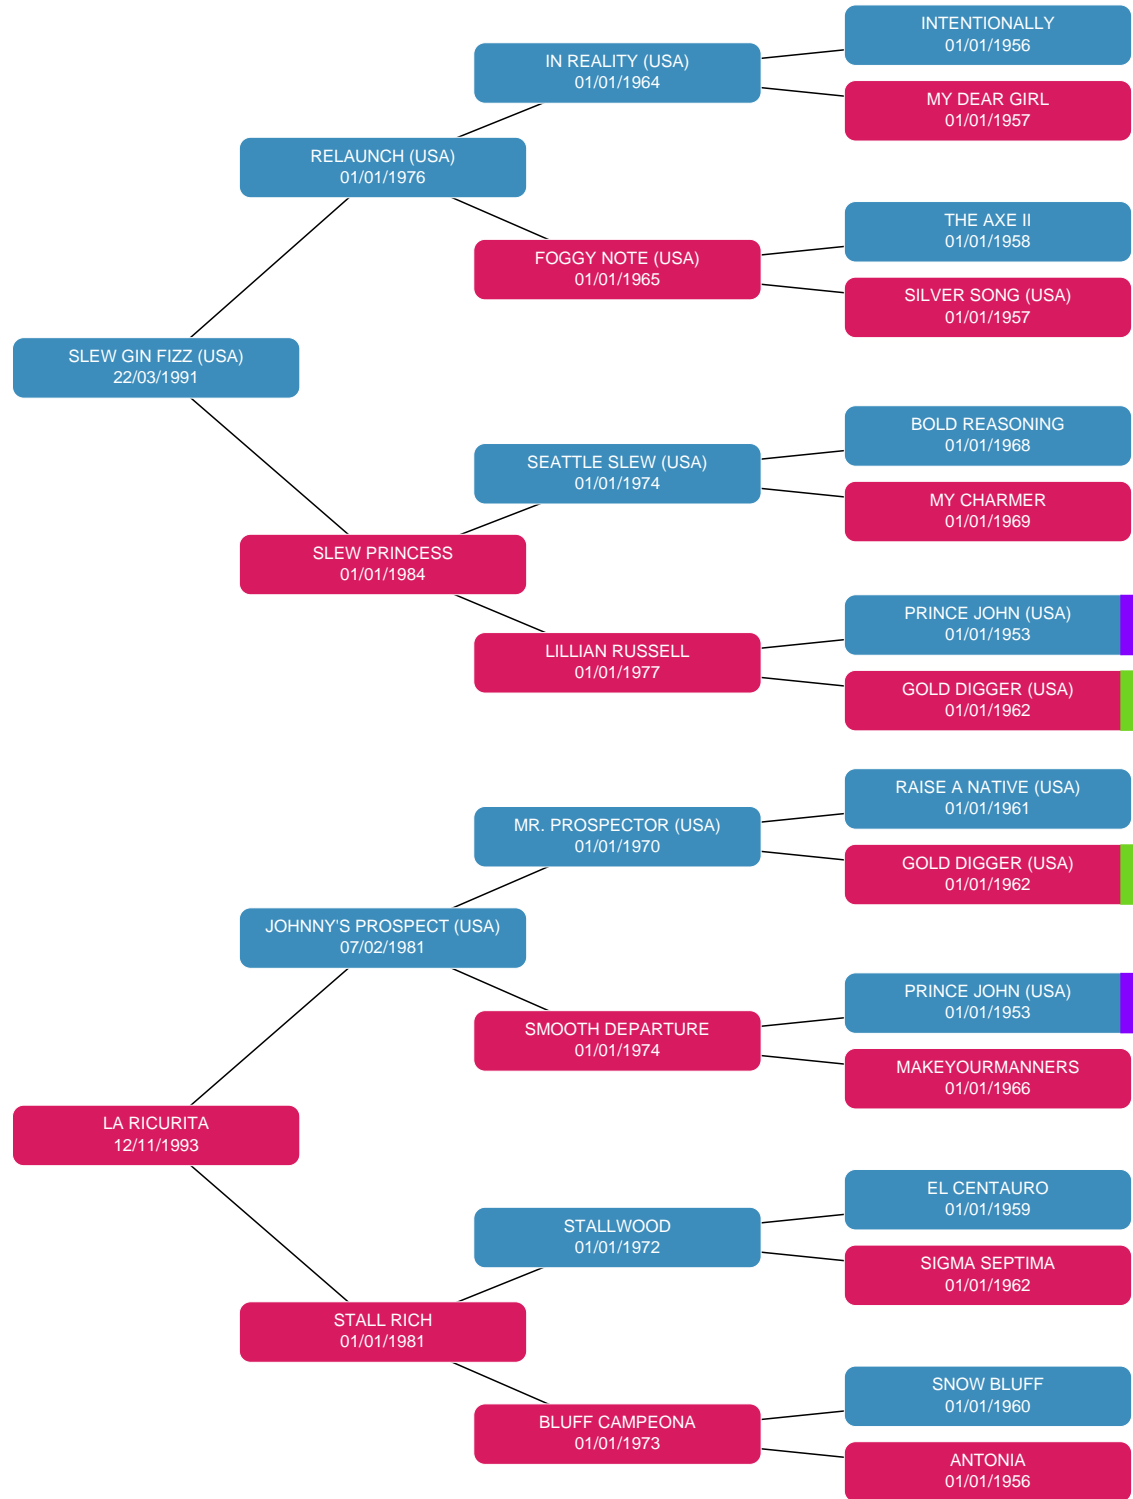 INTENTIONALLY
01/01/1956
IN REALITY (USA)
01/01/1964
MY DEAR GIRL
01/01/1957
RELAUNCH (USA)
01/01/1976
THE AXE II
01/01/1958
FOGGY NOTE (USA)
01/01/1965
SILVER SONG (USA)
01/01/1957
SLEW GIN FIZZ (USA)
22/03/1991
BOLD REASONING
01/01/1968
SEATTLE SLEW (USA)
01/01/1974
MY CHARMER
01/01/1969
SLEW PRINCESS
01/01/1984
PRINCE JOHN (USA)
01/01/1953
LILLIAN RUSSELL
01/01/1977
GOLD DIGGER (USA)
01/01/1962
RAISE A NATIVE (USA)
01/01/1961
MR. PROSPECTOR (USA)
01/01/1970
GOLD DIGGER (USA)
01/01/1962
JOHNNY'S PROSPECT (USA)
07/02/1981
PRINCE JOHN (USA)
01/01/1953
SMOOTH DEPARTURE
01/01/1974
MAKEYOURMANNERS
01/01/1966
LA RICURITA
12/11/1993
EL CENTAURO
01/01/1959
STALLWOOD
01/01/1972
SIGMA SEPTIMA
01/01/1962
STALL RICH
01/01/1981
SNOW BLUFF
01/01/1960
BLUFF CAMPEONA
01/01/1973
ANTONIA
01/01/1956